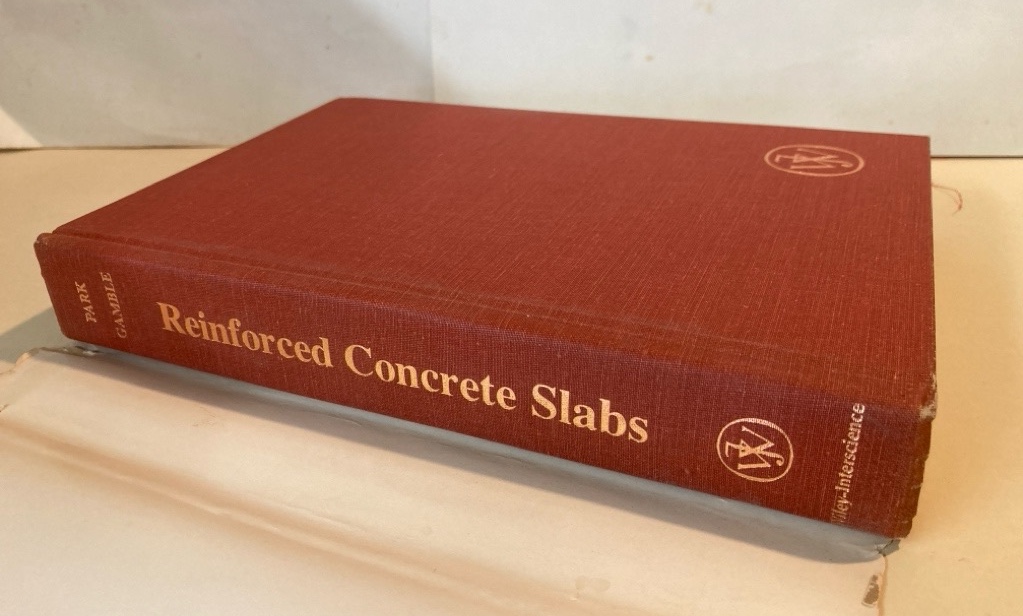 PARK
GAMBLE
Reinforced Concrete Slabs
Wiley-Interscience